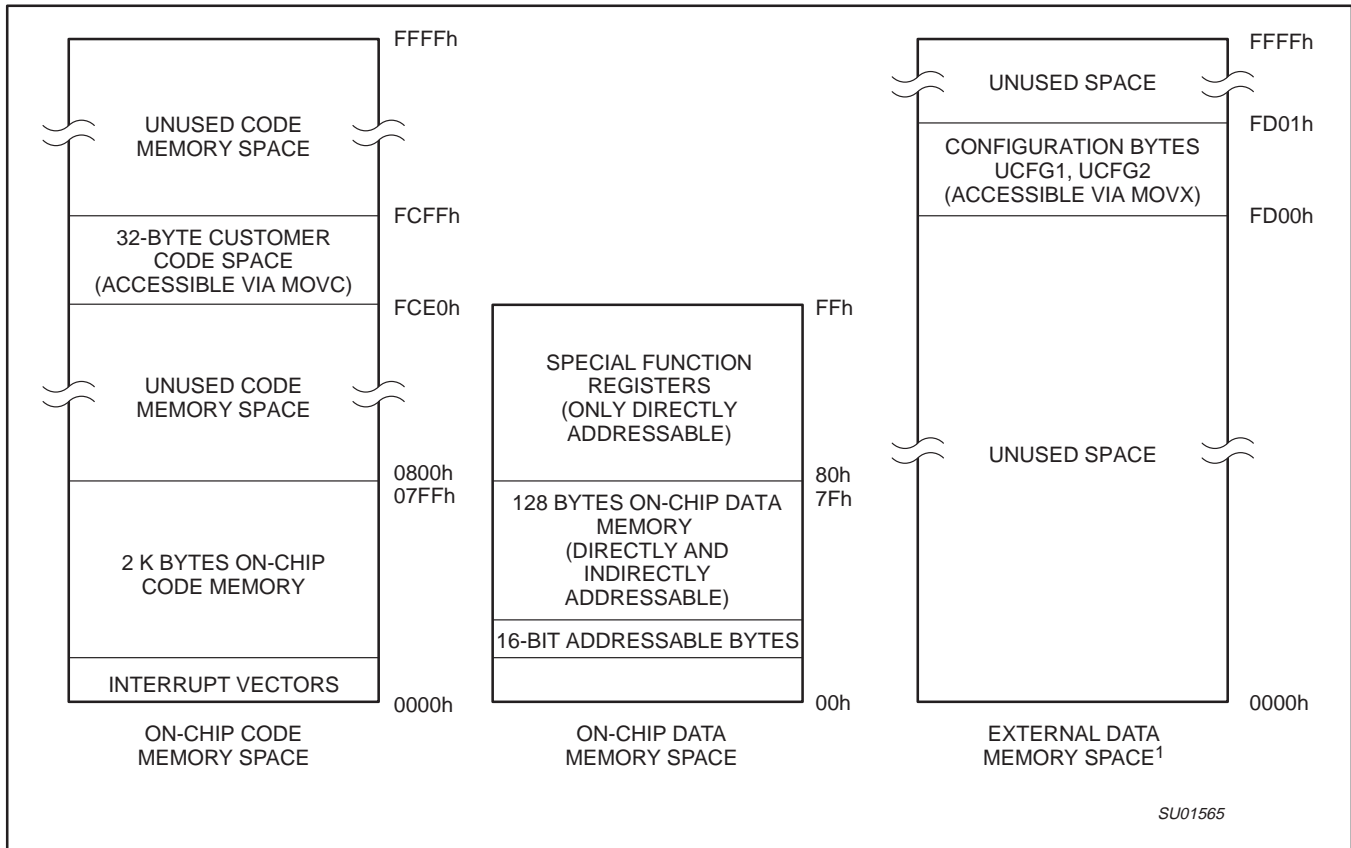 FFFFh
UNUSED CODE
MEMORY SPACE
FCFFh
32-BYTE CUSTOMER
CODE SPACE
(ACCESSIBLE VIA MOVC)
FCE0h
UNUSED CODE
MEMORY SPACE
0800h
07FFh
2 K BYTES ON-CHIP
CODE MEMORY
INTERRUPT VECTORS
0000h
ON-CHIP CODE
MEMORY SPACE
FFh
SPECIAL FUNCTION
REGISTERS
(ONLY DIRECTLY
ADDRESSABLE)
80h
7Fh
128 BYTES ON-CHIP DATA
MEMORY
(DIRECTLY AND
INDIRECTLY
ADDRESSABLE)
16-BIT ADDRESSABLE BYTES
00h
ON-CHIP DATA
MEMORY SPACE
FFFFh
UNUSED SPACE
FD01h
CONFIGURATION BYTES
UCFG1, UCFG2
(ACCESSIBLE VIA MOVX)
FD00h
UNUSED SPACE
0000h
EXTERNAL DATA
MEMORY SPACE1
SU01565